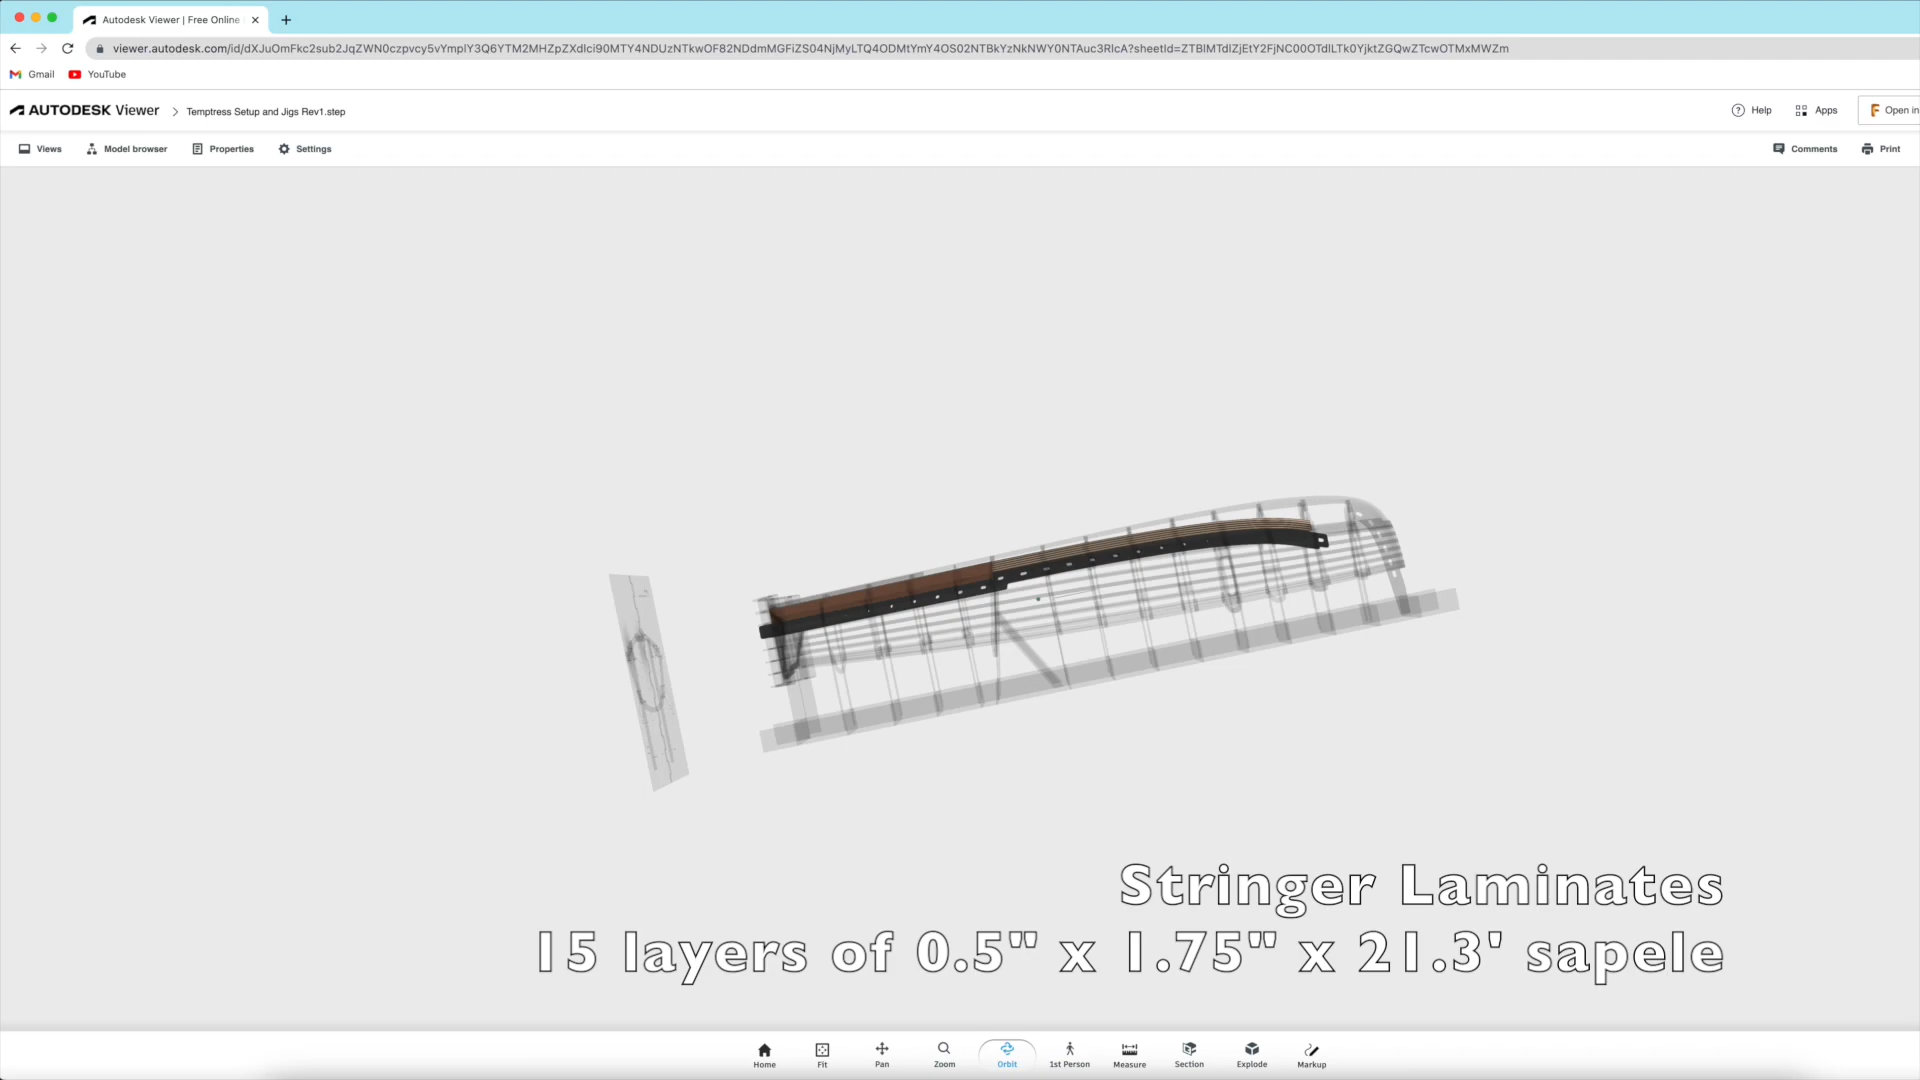 Autodesk Viewer | Free Online
viewer.autodesk.com/id/dXJuOmFkc2sub2JqZWN0czpvcy5vYmplY3Q6YTM2MHZpZXdlci90MTY4NDUzNTkwOF82NDdmMGFiZS04NjMyLTQ4ODMtYmY4OS02NTBkYzNkNWY0NTAuc3RlcA?sheetId=ZTBlMTdlZjEtY2FjNC00OTdlLTk0YjktZGQwZTcwOTMxMWZm
Gmail YouTube
AUTODESK Viewer > Temptress Setup and Jigs Rev1.step Help Apps Open in
Views Model browser Properties Settings Comments Print
Stringer Laminates
15 layers of 0.5" x 1.75" x 21.3' sapele
Home Fit Pan Zoom Orbit 1st Person Measure Section Explode Markup